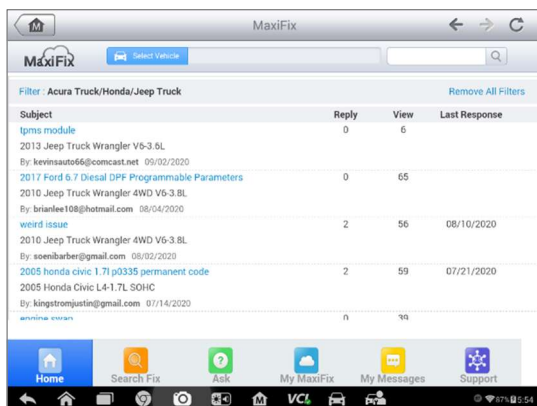 MaxiFix
MaxiFix
Select Vehicle
Filter : Acura Truck/Honda/Jeep Truck Remove All Filters
Subject Reply View Last Response
tpms module 0 6
2013 Jeep Truck Wrangler V6-3.6L
By: kevinsauto66@comcast.net 09/02/2020
2017 Ford 6.7 Diesal DPF Programmable Parameters 0 65
2010 Jeep Truck Wrangler 4WD V6-3.8L
By: brianlee108@hotmail.com 08/04/2020
weird issue 2 56 08/10/2020
2010 Jeep Truck Wrangler 4WD V6-3.8L
By: soenibarber@gmail.com 08/02/2020
2005 honda civic 1.7l p0335 permanent code 2 59 07/21/2020
2005 Honda Civic L4-1.7L SOHC
By: kingstromjustin@gmail.com 07/14/2020
engine swap 0 39
Home Search Fix Ask My MaxiFix My Messages Support
VCI 87% 5:54